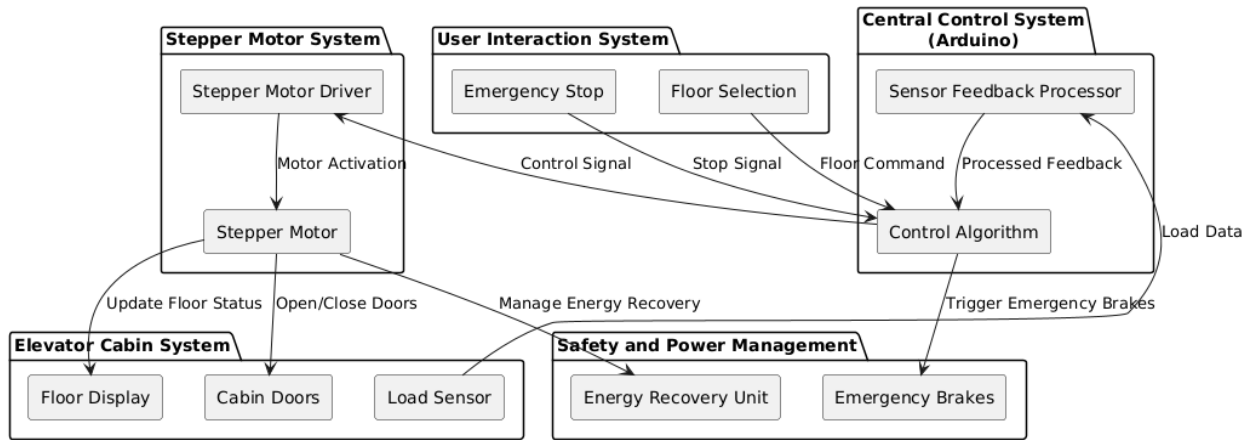 Stepper Motor System
User Interaction System
Central Control System
(Arduino)
Stepper Motor Driver
Emergency Stop
Floor Selection
Sensor Feedback Processor
Motor Activation
Control Signal
Stop Signal
Floor Command
Processed Feedback
Stepper Motor
Control Algorithm
Load Data
Update Floor Status
Open/Close Doors
Manage Energy Recovery
Trigger Emergency Brakes
Elevator Cabin System
Safety and Power Management
Floor Display
Cabin Doors
Load Sensor
Energy Recovery Unit
Emergency Brakes